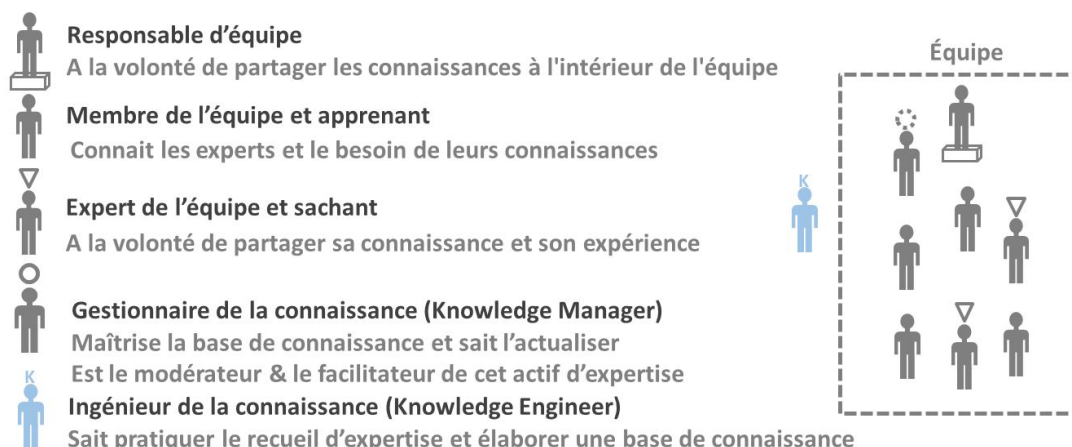 Responsable d’équipe
A la volonté de partager les connaissances à l'intérieur de l'équipe
Équipe
Membre de l’équipe et apprenant
Connait les experts et le besoin de leurs connaissances
K
Expert de l’équipe et sachant
A la volonté de partager sa connaissance et son expérience
Gestionnaire de la connaissance (Knowledge Manager)
Maîtrise la base de connaissance et sait l’actualiser
Est le modérateur & le facilitateur de cet actif d’expertise
K
Ingénieur de la connaissance (Knowledge Engineer)
Sait pratiquer le recueil d’expertise et élaborer une base de connaissance